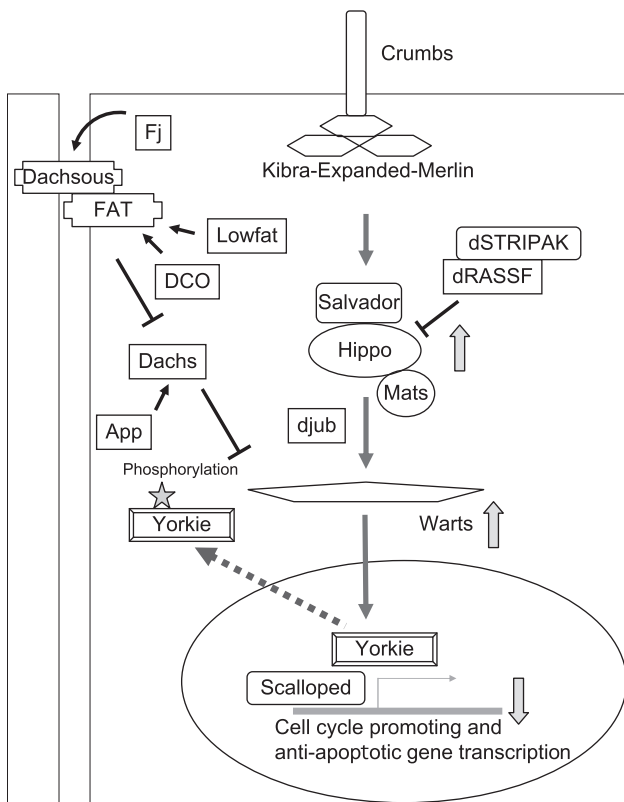 Crumbs
Fj
Dachsous
Kibra-Expanded-Merlin
FAT
Lowfat
dSTRIPAK
DCO
dRASSF
Salvador
Hippo
Dachs
Mats
App
djub
Phosphorylation
Yorkie
Warts
Yorkie
Scalloped
Cell cycle promoting and
anti-apoptotic gene transcription